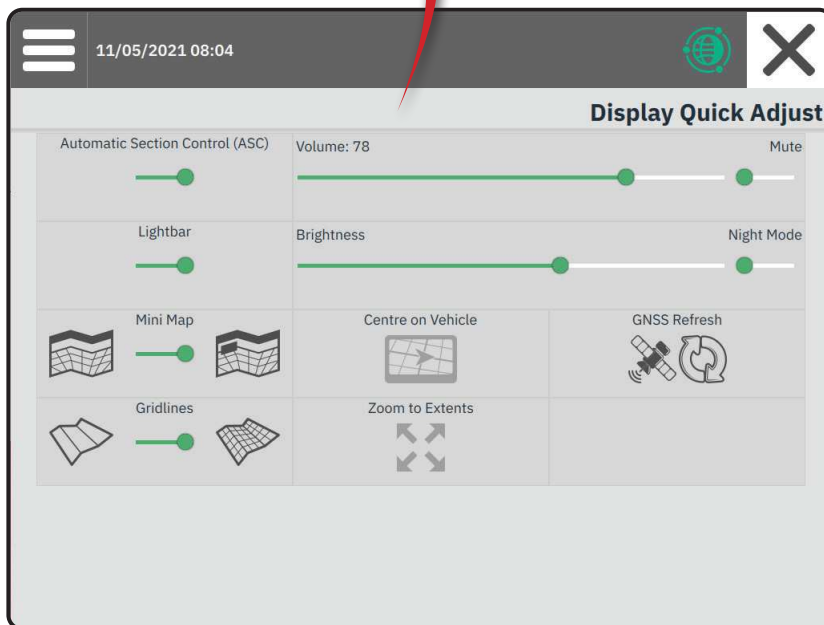 11/05/2021 08:04
Display Quick Adjust
Automatic Section Control (ASC)
Volume: 78
Mute
Lightbar
Brightness
Night Mode
Mini Map
Centre on Vehicle
GNSS Refresh
Gridlines
Zoom to Extents